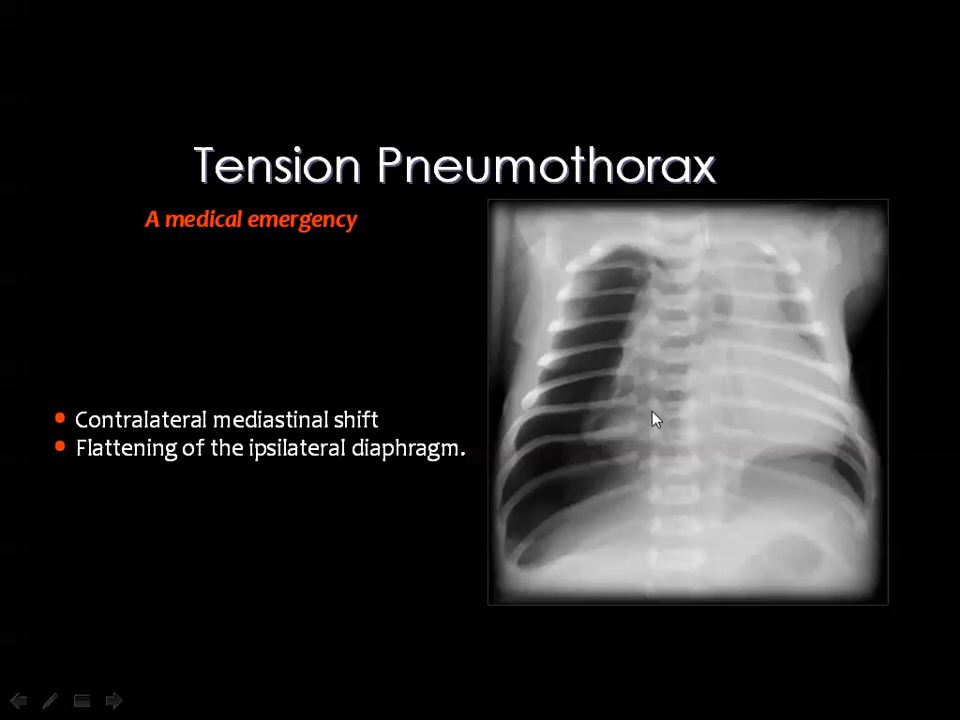 Tension Pneumothorax
A medical emergency
Contralateral mediastinal shift
Flattening of the ipsilateral diaphragm.